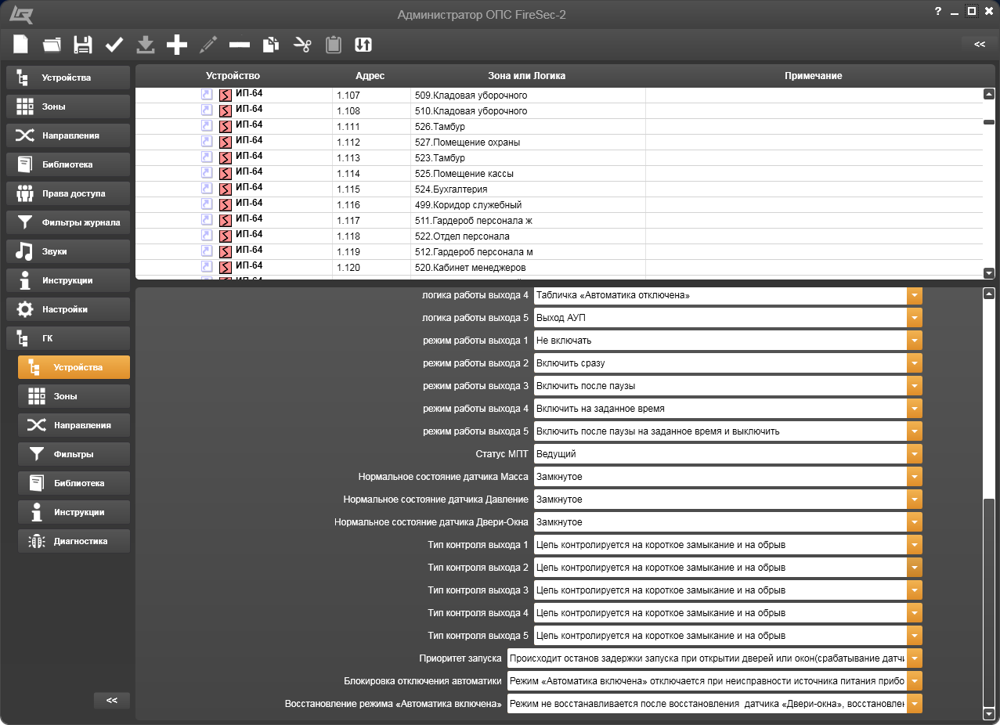 Администратор ОПС FireSec-2
?
<<
Устройства
Зоны
Направления
Библиотека
Права доступа
Фильтры журнала
Звуки
Инструкции
Настройки
ГК
Устройства
Зоны
Направления
Фильтры
Библиотека
Инструкции
Диагностика
<<
Устройство Адрес Зона или Логика Примечание
ИП-64 1.107 509.Кладовая уборочного
ИП-64 1.108 510.Кладовая уборочного
ИП-64 1.111 526.Тамбур
ИП-64 1.112 527.Помещение охраны
ИП-64 1.113 523.Тамбур
ИП-64 1.114 525.Помещение кассы
ИП-64 1.115 524.Бухгалтерия
ИП-64 1.116 499.Коридор служебный
ИП-64 1.117 511.Гардероб персонала ж
ИП-64 1.118 522.Отдел персонала
ИП-64 1.119 512.Гардероб персонала м
ИП-64 1.120 520.Кабинет менеджеров
ИП-64
логика работы выхода 4 Табличка «Автоматика отключена»
логика работы выхода 5 Выход АУП
режим работы выхода 1 Не включать
режим работы выхода 2 Включить сразу
режим работы выхода 3 Включить после паузы
режим работы выхода 4 Включить на заданное время
режим работы выхода 5 Включить после паузы на заданное время и выключить
Статус МПТ Ведущий
Нормальное состояние датчика Масса Замкнутое
Нормальное состояние датчика Давление Замкнутое
Нормальное состояние датчика Двери-Окна Замкнутое
Тип контроля выхода 1 Цепь контролируется на короткое замыкание и на обрыв
Тип контроля выхода 2 Цепь контролируется на короткое замыкание и на обрыв
Тип контроля выхода 3 Цепь контролируется на короткое замыкание и на обрыв
Тип контроля выхода 4 Цепь контролируется на короткое замыкание и на обрыв
Тип контроля выхода 5 Цепь контролируется на короткое замыкание и на обрыв
Приоритет запуска Происходит останов задержки запуска при открытии дверей или окон(срабатывание датчи
Блокировка отключения автоматики Режим «Автоматика включена» отключается при неисправности источника питания прибо
Восстановление режима «Автоматика включена» Режим не восстанавливается после восстановления датчика «Двери-окна», восстановлен